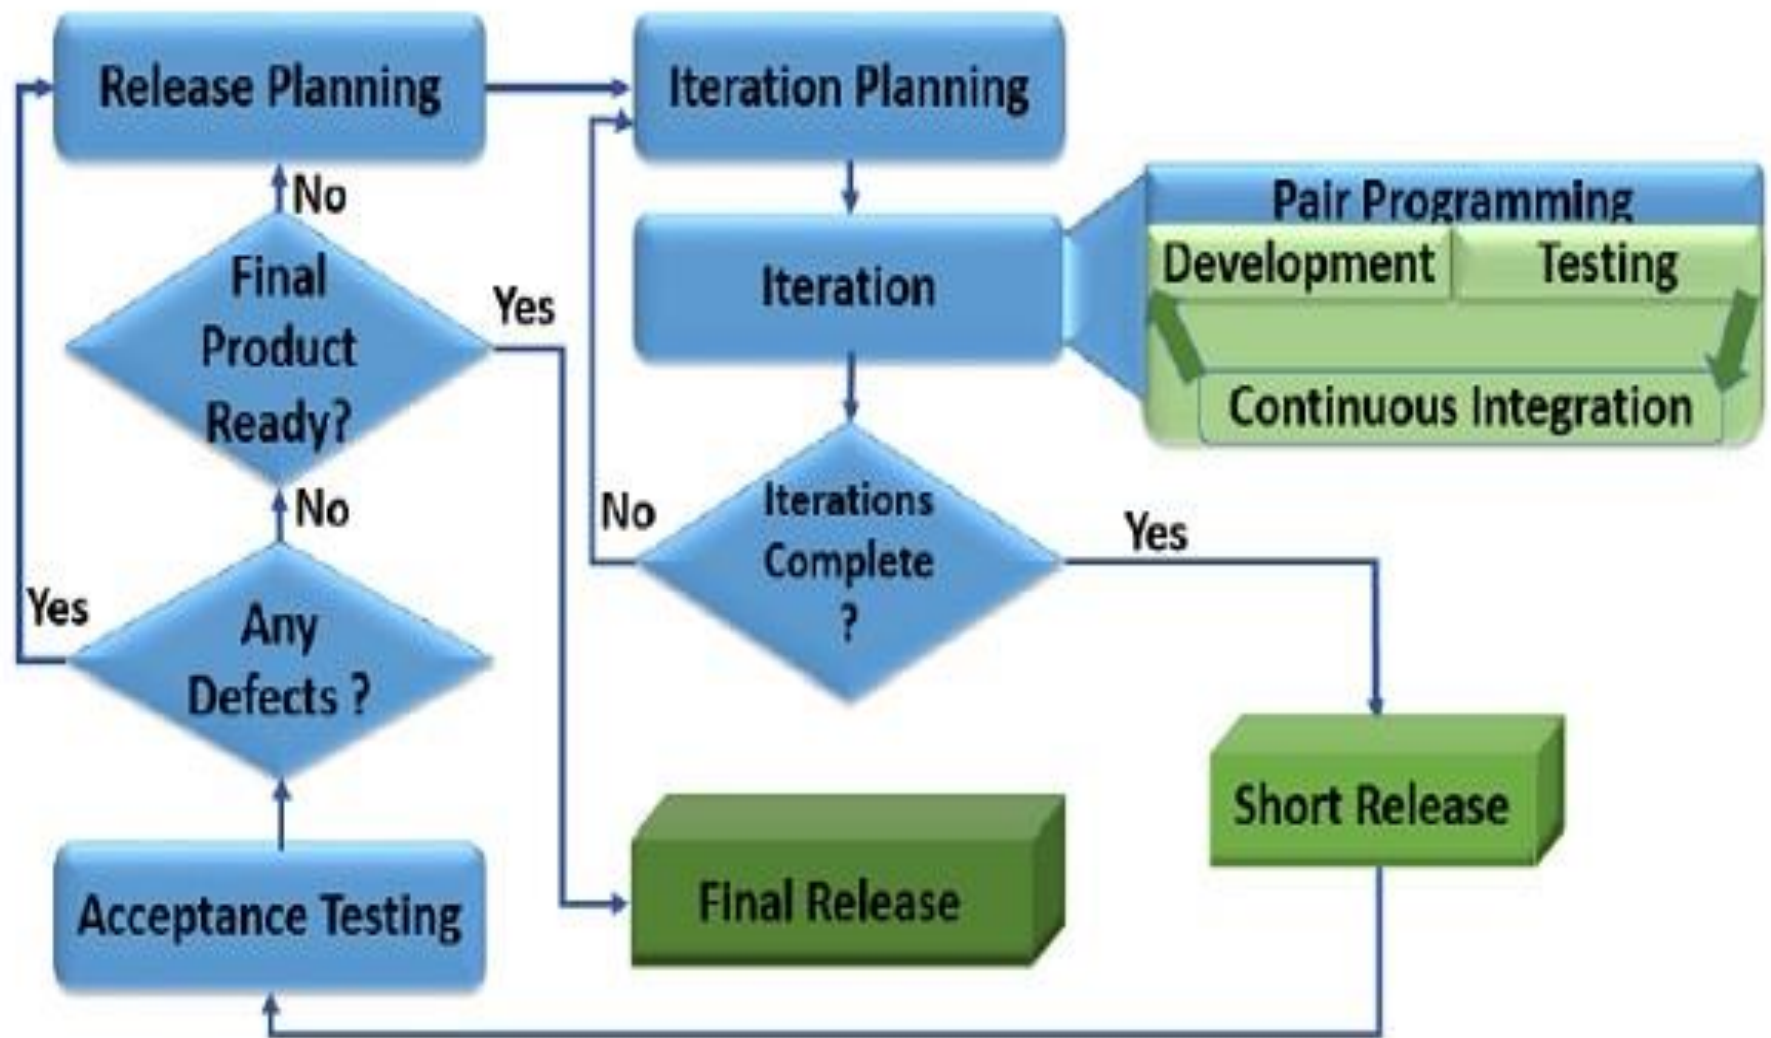 Release Planning
Iteration Planning
No
Pair Programming
Development
Testing
Final
Product
Ready?
Yes
Iteration
Continuous Integration
No
No
Iterations
Complete
?
Yes
Yes
Any
Defects ?
Short Release
Acceptance Testing
FInal Release